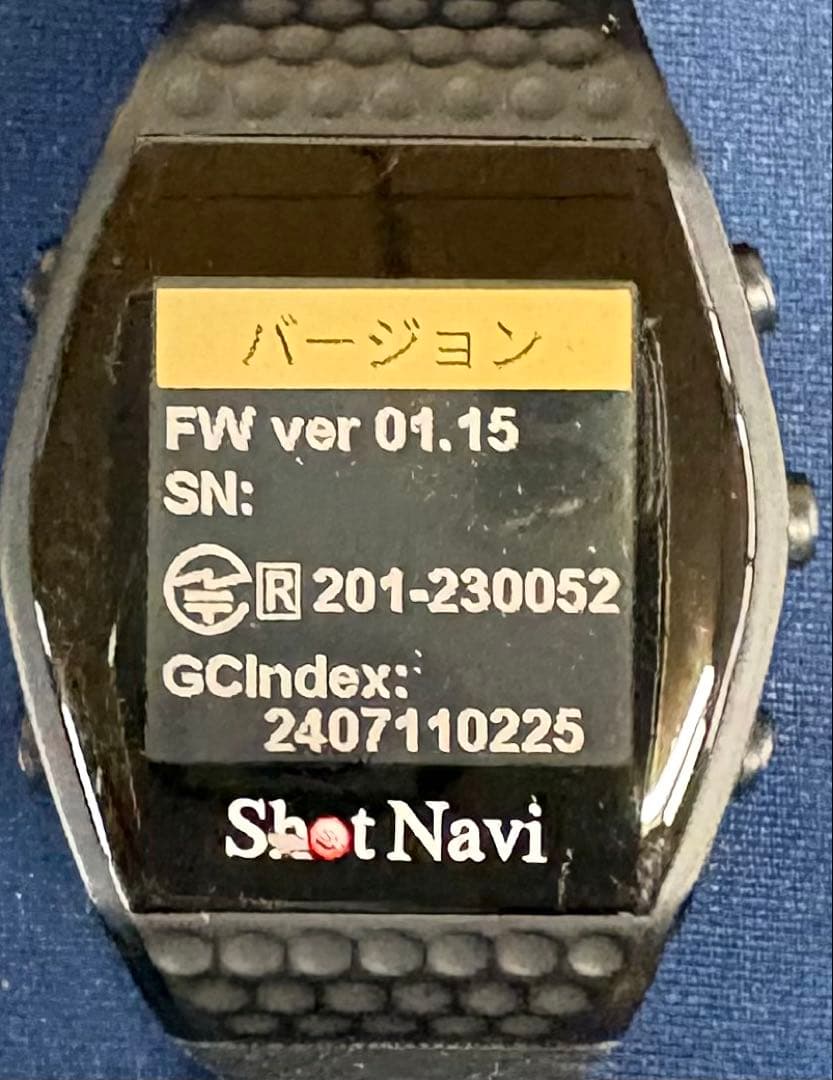 バージョン
FW ver 01.15
SN:
R 201-230052
GCIndex:
2407110225
Shot Navi